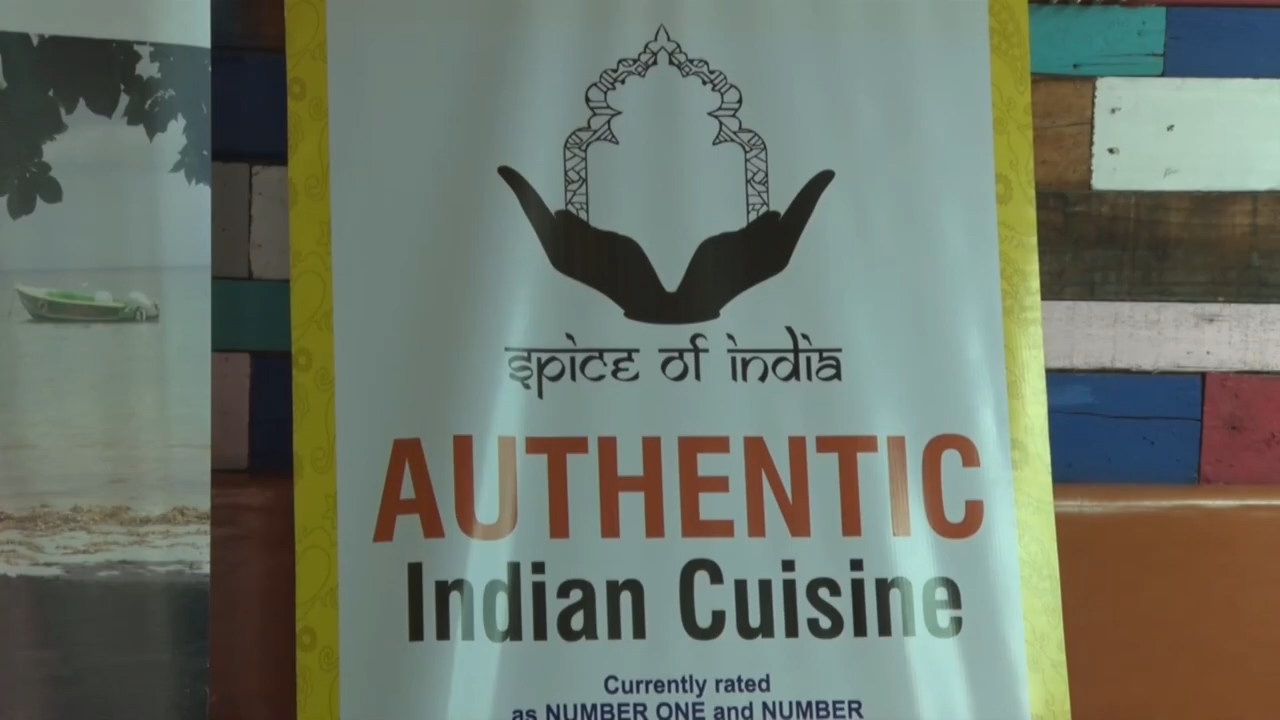 spice of india
AUTHENTIC
Indian Cuisine
Currently rated
as NUMBER ONE and NUMBER